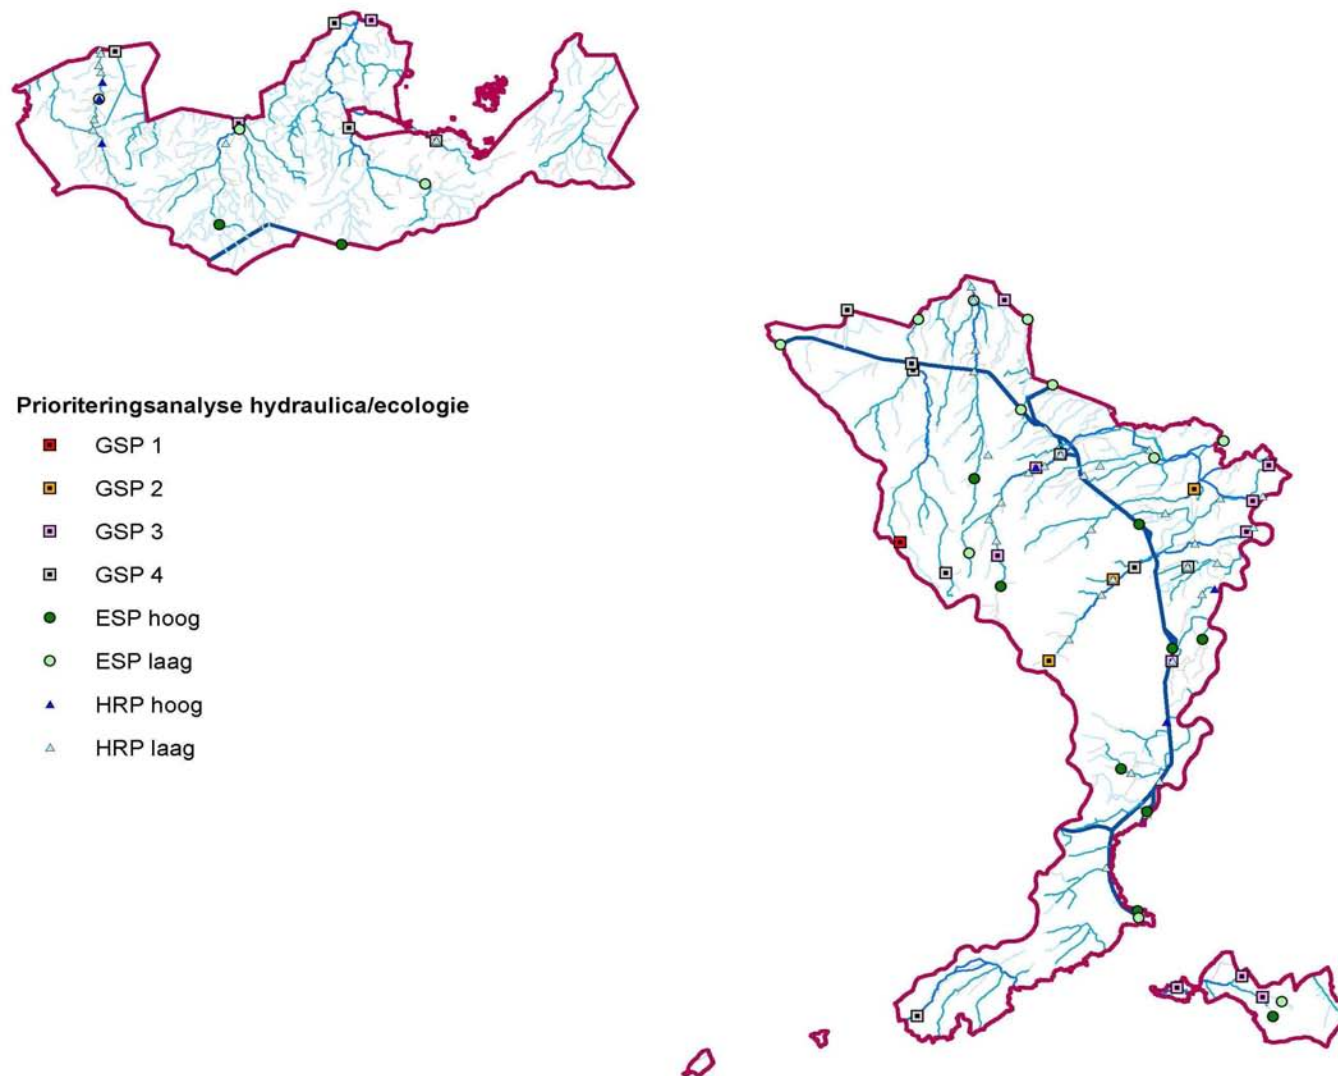 Prioriteringsanalyse hydraulica/ecologie
GSP 1
GSP 2
GSP 3
GSP 4
ESP hoog
ESP laag
HRP hoog
HRP laag